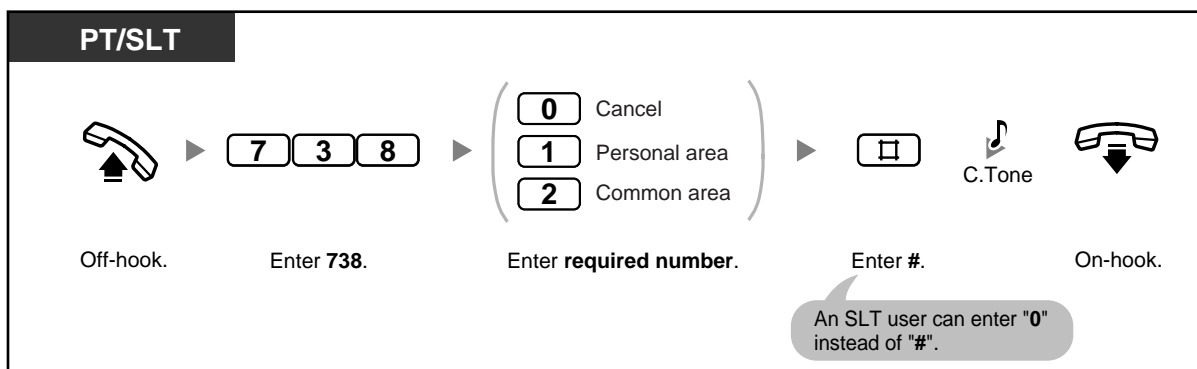 PT/SLT
0 Cancel
7 3 8
1 Personal area
2 Common area
#
C.Tone
Off-hook.
Enter 738.
Enter required number.
Enter #.
On-hook.
An SLT user can enter "0"
instead of "#".